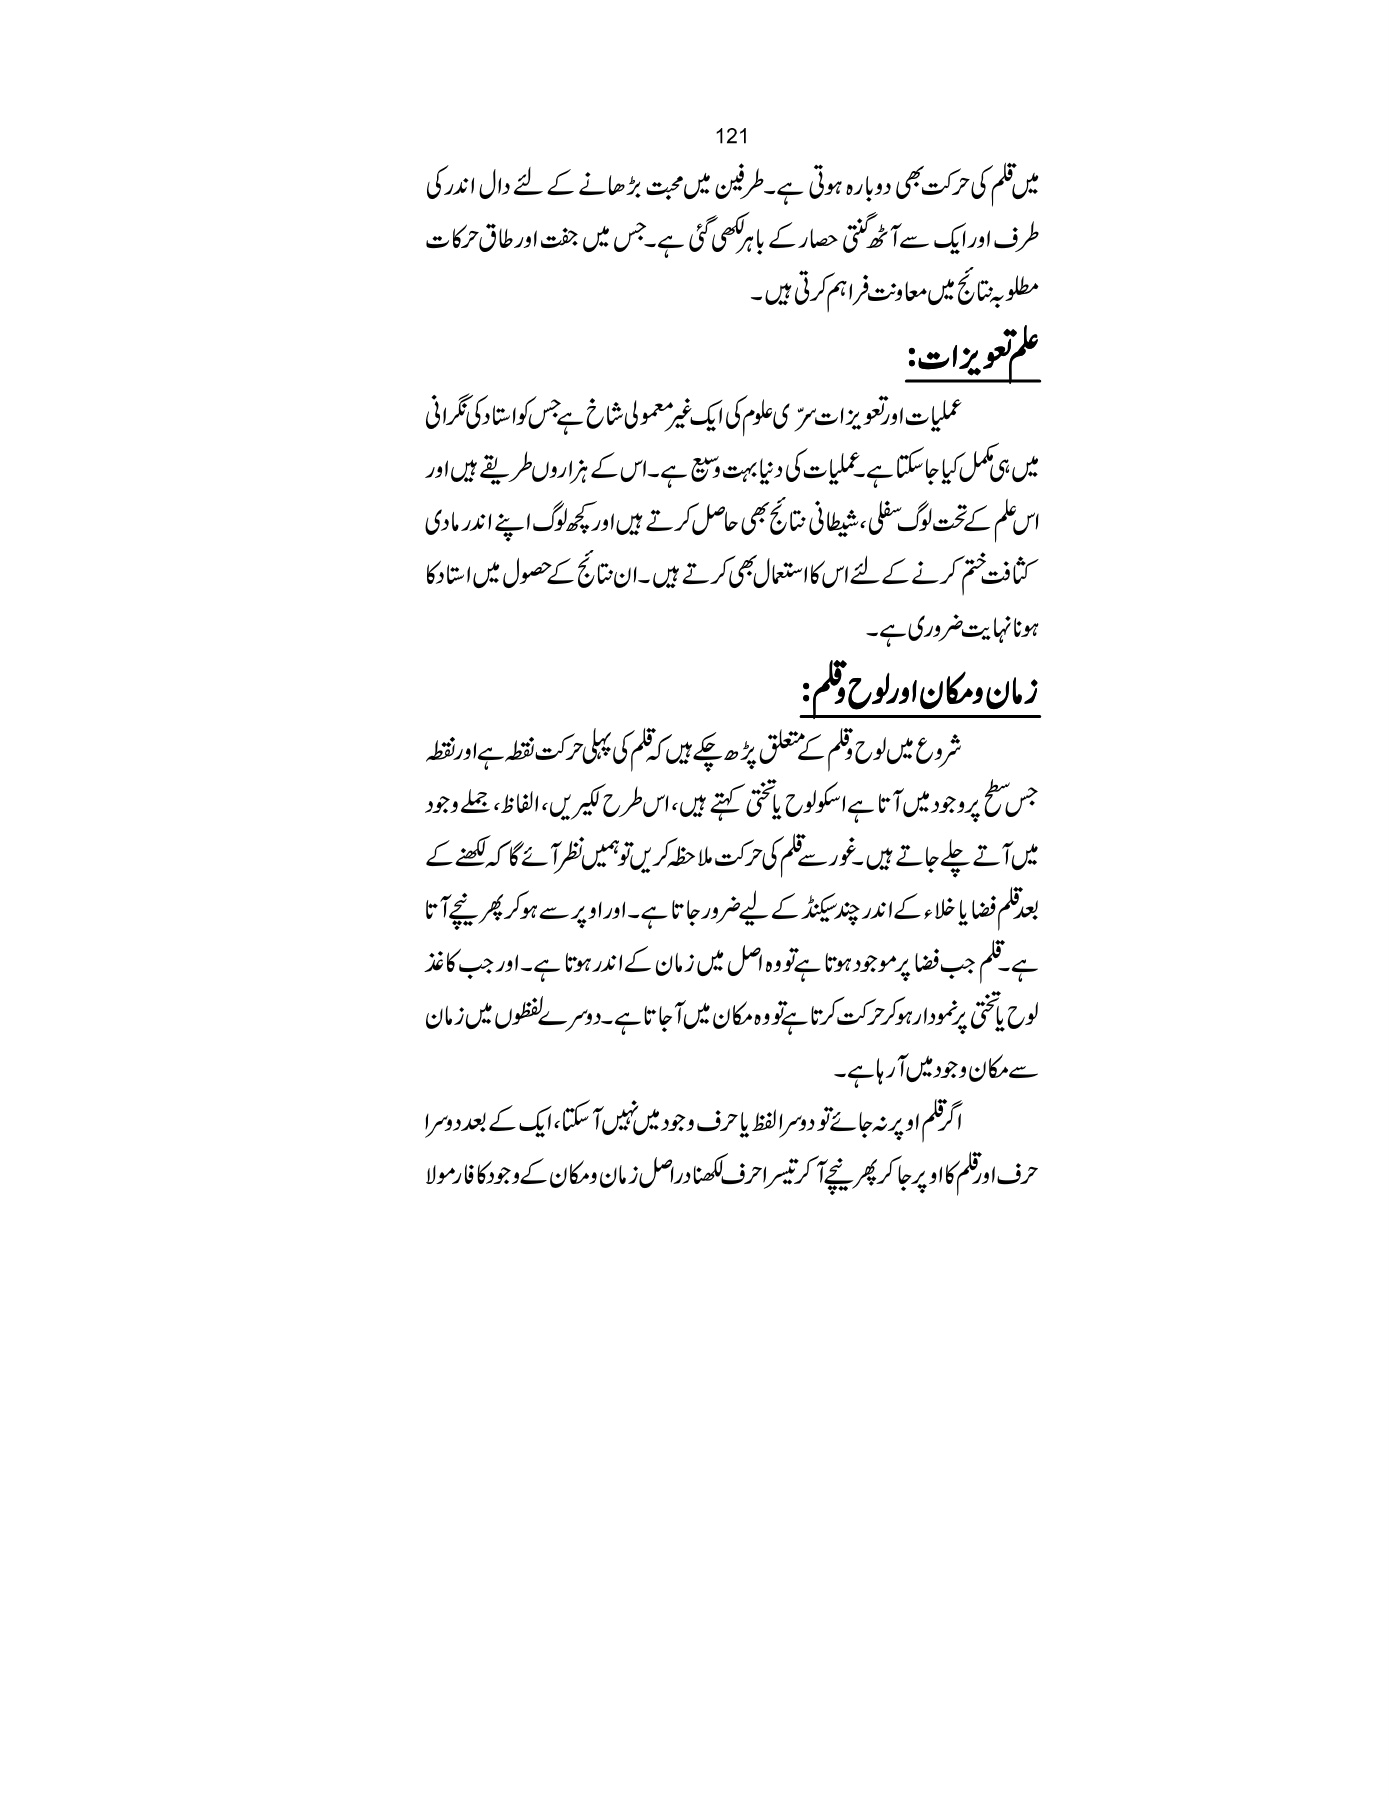 121
میں قلم کی حرکت بھی دوبارہ ہوتی ہے۔ طرفین میں محبت بڑھانے کے لئے دال اندر کی
طرف اور ایک سے آٹھ گنتی حصار کے باہر لکھی گئی ہے۔ جس میں جفت اور طاق حرکات
مطلوبہ نتائج میں معاونت فراہم کرتی ہیں۔
علم تعویزات:
عملیات اور تعویزات سرّی علوم کی ایک غیر معمولی شاخ ہے جس کو استاد کی نگرانی
میں ہی مکمل کیا جا سکتا ہے۔ عملیات کی دنیا بہت وسیع ہے۔ اس کے ہزاروں طریقے ہیں اور
اس علم کے تحت لوگ سفلی، شیطانی نتائج بھی حاصل کرتے ہیں اور کچھ لوگ اپنے اندر مادی
کثافت ختم کرنے کے لئے اس کا استعمال بھی کرتے ہیں۔ ان نتائج کے حصول میں استاد کا
ہونا نہایت ضروری ہے۔
زمان و مکان اور لوح و قلم:
شروع میں لوح و قلم کے متعلق پڑھ چکے ہیں کہ قلم کی پہلی حرکت نقطہ ہے اور نقطہ
جس سطح پر وجود میں آتا ہے اسکو لوح یا تختی کہتے ہیں، اس طرح لکیریں، الفاظ، جملے وجود
میں آتے چلے جاتے ہیں۔ غور سے قلم کی حرکت ملاحظہ کریں تو ہمیں نظر آئے گا کہ لکھنے کے
بعد قلم فضا یا خلاء کے اندر چند سیکنڈ کے لیے ضرور جاتا ہے۔ اور اوپر سے ہو کر پھر نیچے آتا
ہے۔ قلم جب فضا پر موجود ہوتا ہے تو وہ اصل میں زمان کے اندر ہوتا ہے۔ اور جب کاغذ
لوح یا تختی پر نمودار ہو کر حرکت کرتا ہے تو وہ مکان میں آ جاتا ہے۔ دوسرے لفظوں میں زمان
سے مکان وجود میں آ رہا ہے۔
اگر قلم اوپر نہ جائے تو دوسرا لفظ یا حرف وجود میں نہیں آ سکتا، ایک کے بعد دوسرا
حرف اور قلم کا اوپر جا کر پھر نیچے آ کر تیسرا حرف لکھنا دراصل زمان و مکان کے وجود کا فارمولا